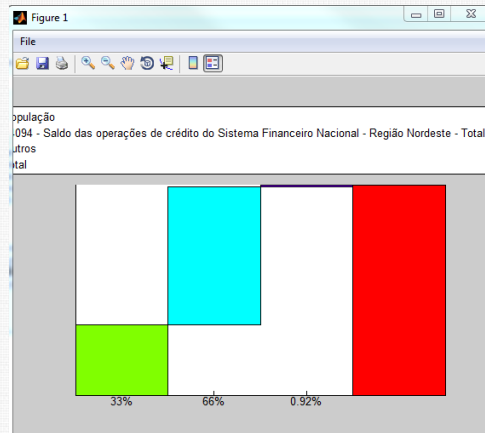 Figure 1
File
opulação
094 - Saldo das operações de crédito do Sistema Financeiro Nacional - Região Nordeste - Total
utros
tal
33% 66% 0.92%